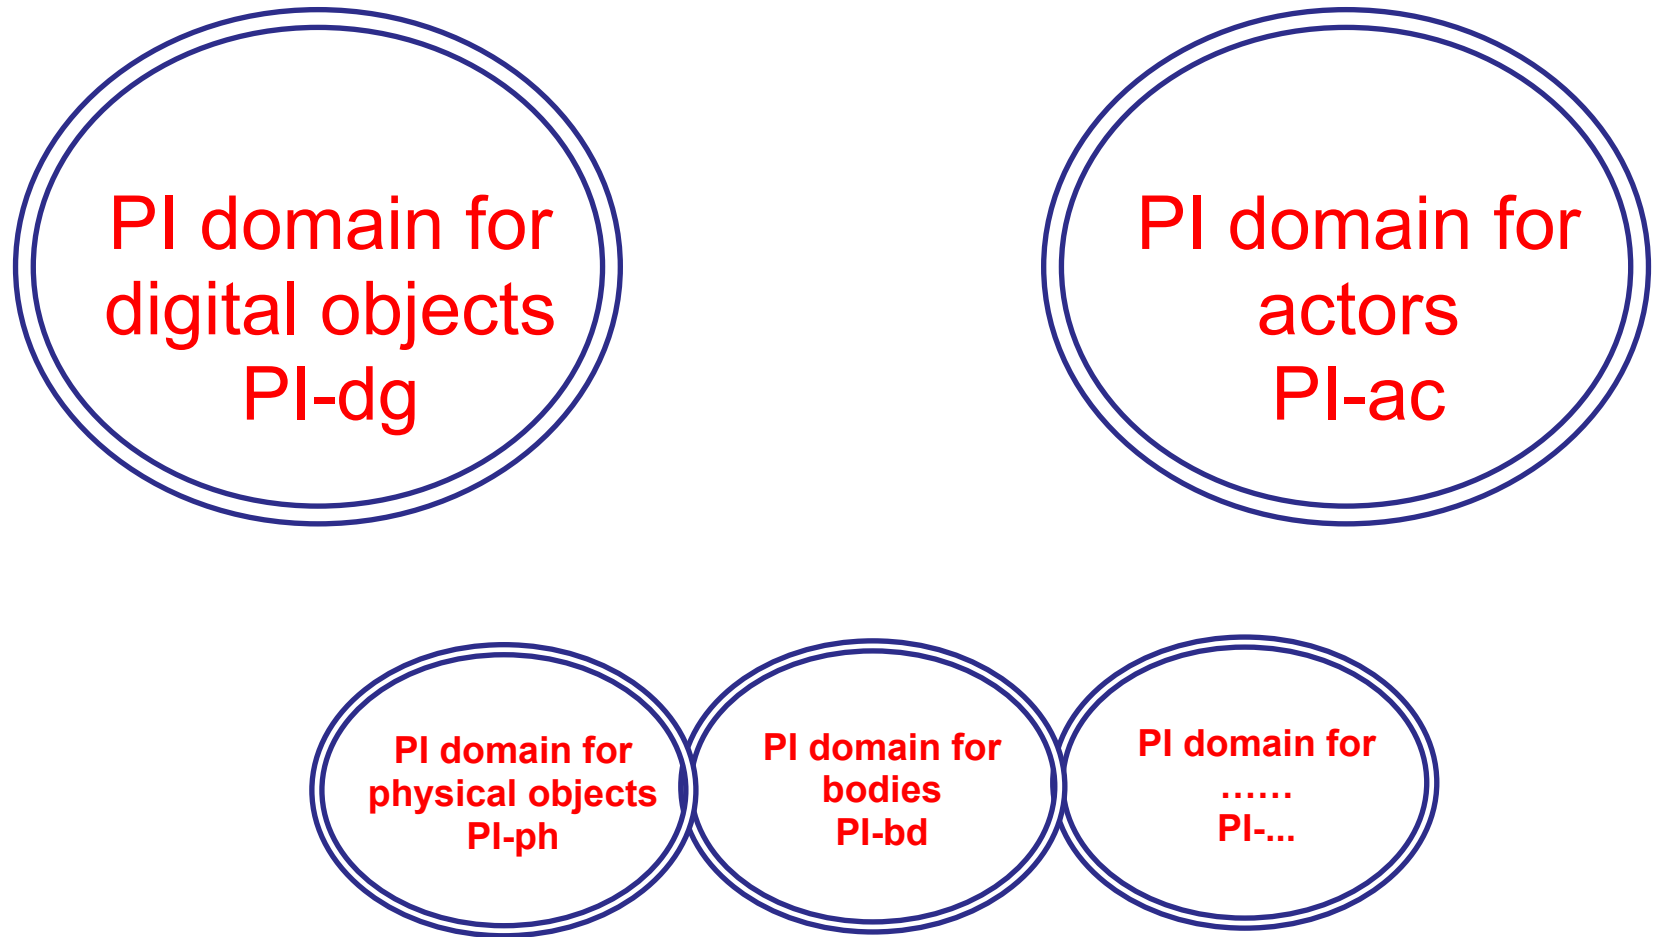 PI domain for
digital objects
PI-dg
PI domain for
actors
PI-ac
PI domain for
physical objects
PI-ph
PI domain for
bodies
PI-bd
PI domain for
......
PI-...